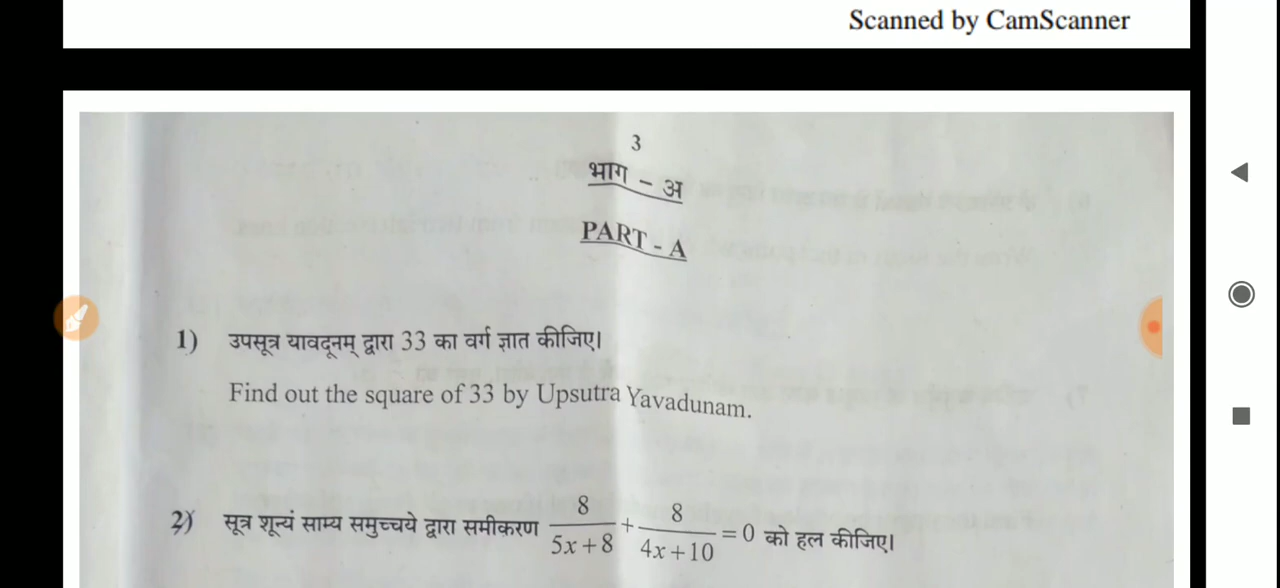 Scanned by CamScanner
3
भाग – अ
PART - A
1) उपसूत्र यावदूनम् द्वारा 33 का वर्ग ज्ञात कीजिए।
Find out the square of 33 by Upsutra Yavadunam.
2) सूत्र शून्यं साम्य समुच्चये द्वारा समीकरण 8/(5x+8) + 8/(4x+10) = 0 को हल कीजिए।